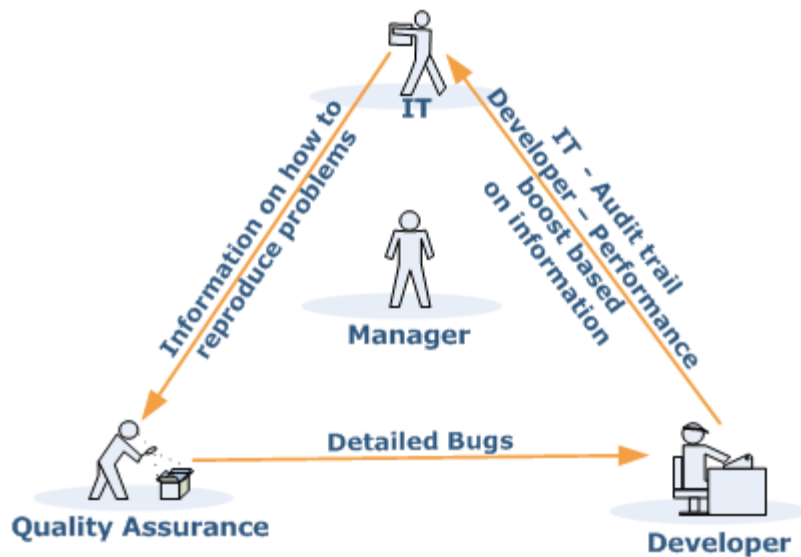 IT
Information on how to
reproduce problems
IT - Audit trail
Developer – Performance
boost based
on information
Manager
Detailed Bugs
Quality Assurance
Developer